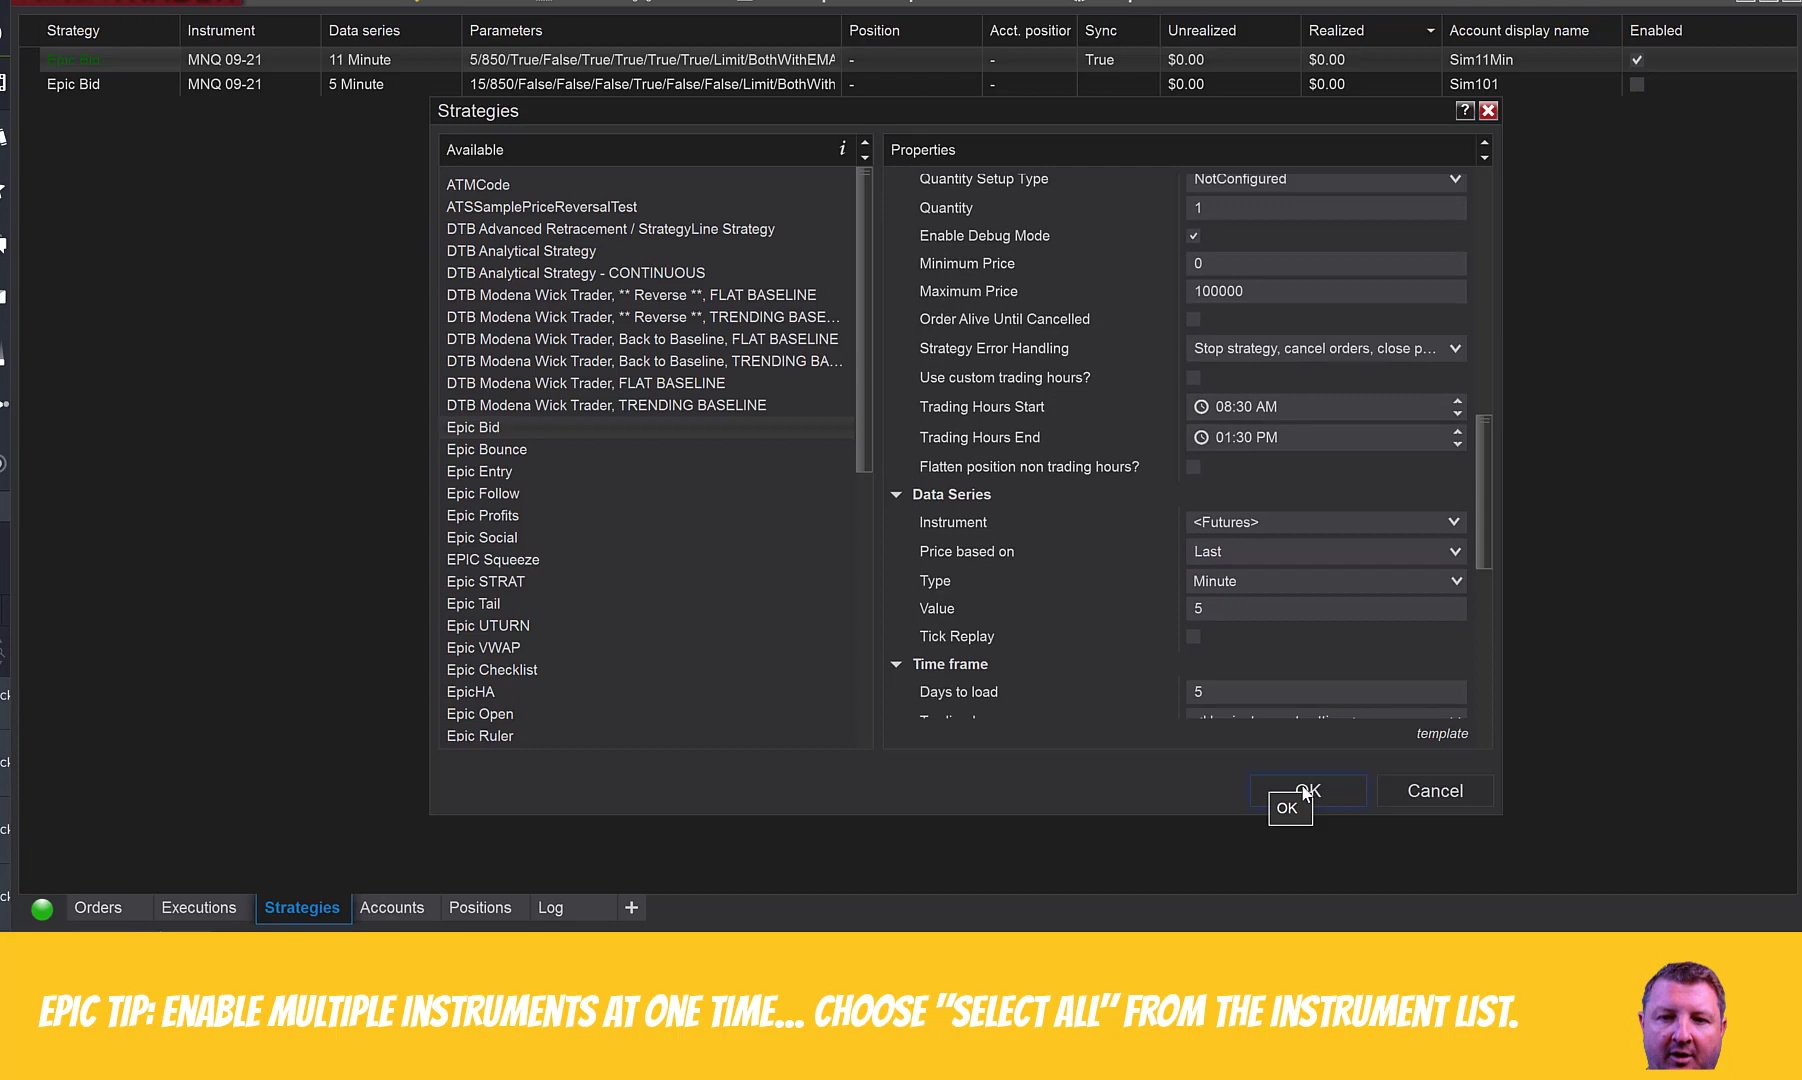 Strategy Instrument Data series Parameters Position Acct. position Sync Unrealized Realized Account display name Enabled
Epic Bid MNQ 09-21 11 Minute 5/850/True/False/True/True/True/True/Limit/BothWithEMA - - True $0.00 $0.00 Sim11Min
Epic Bid MNQ 09-21 5 Minute 15/850/False/False/False/True/False/False/Limit/BothWith - - $0.00 $0.00 Sim101
Strategies ?
Available i
ATMCode
ATSSamplePriceReversalTest
DTB Advanced Retracement / StrategyLine Strategy
DTB Analytical Strategy
DTB Analytical Strategy - CONTINUOUS
DTB Modena Wick Trader, ** Reverse **, FLAT BASELINE
DTB Modena Wick Trader, ** Reverse **, TRENDING BASE...
DTB Modena Wick Trader, Back to Baseline, FLAT BASELINE
DTB Modena Wick Trader, Back to Baseline, TRENDING BA...
DTB Modena Wick Trader, FLAT BASELINE
DTB Modena Wick Trader, TRENDING BASELINE
Epic Bid
Epic Bounce
Epic Entry
Epic Follow
Epic Profits
Epic Social
EPIC Squeeze
Epic STRAT
Epic Tail
Epic UTURN
Epic VWAP
Epic Checklist
EpicHA
Epic Open
Epic Ruler
Properties
Quantity Setup Type NotConfigured
Quantity 1
Enable Debug Mode
Minimum Price 0
Maximum Price 100000
Order Alive Until Cancelled
Strategy Error Handling Stop strategy, cancel orders, close p...
Use custom trading hours?
Trading Hours Start 08:30 AM
Trading Hours End 01:30 PM
Flatten position non trading hours?
Data Series
Instrument <Futures>
Price based on Last
Type Minute
Value 5
Tick Replay
Time frame
Days to load 5
template
OK Cancel
OK
Orders Executions Strategies Accounts Positions Log +
EPIC TIP: ENABLE MULTIPLE INSTRUMENTS AT ONE TIME... CHOOSE "SELECT ALL" FROM THE INSTRUMENT LIST.